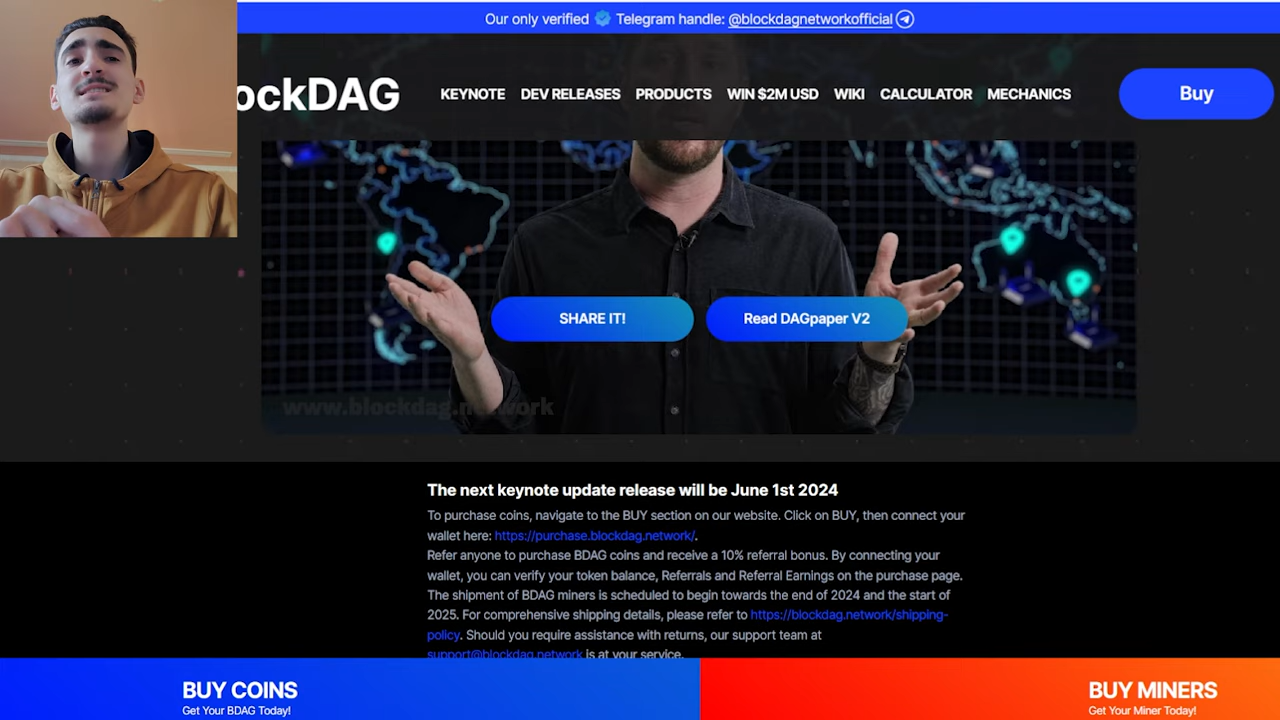 Our only verified Telegram handle: @blockdagnetworkofficial
ockDAG
KEYNOTE DEV RELEASES PRODUCTS WIN $2M USD WIKI CALCULATOR MECHANICS
Buy
SHARE IT!
Read DAGpaper V2
www.blockdag.network
The next keynote update release will be June 1st 2024
To purchase coins, navigate to the BUY section on our website. Click on BUY, then connect your
wallet here: https://purchase.blockdag.network/.
Refer anyone to purchase BDAG coins and receive a 10% referral bonus. By connecting your
wallet, you can verify your token balance, Referrals and Referral Earnings on the purchase page.
The shipment of BDAG miners is scheduled to begin towards the end of 2024 and the start of
2025. For comprehensive shipping details, please refer to https://blockdag.network/shipping-
policy. Should you require assistance with returns, our support team at
support@blockdag.network is at your service.
BUY COINS
Get Your BDAG Today!
BUY MINERS
Get Your Miner Today!